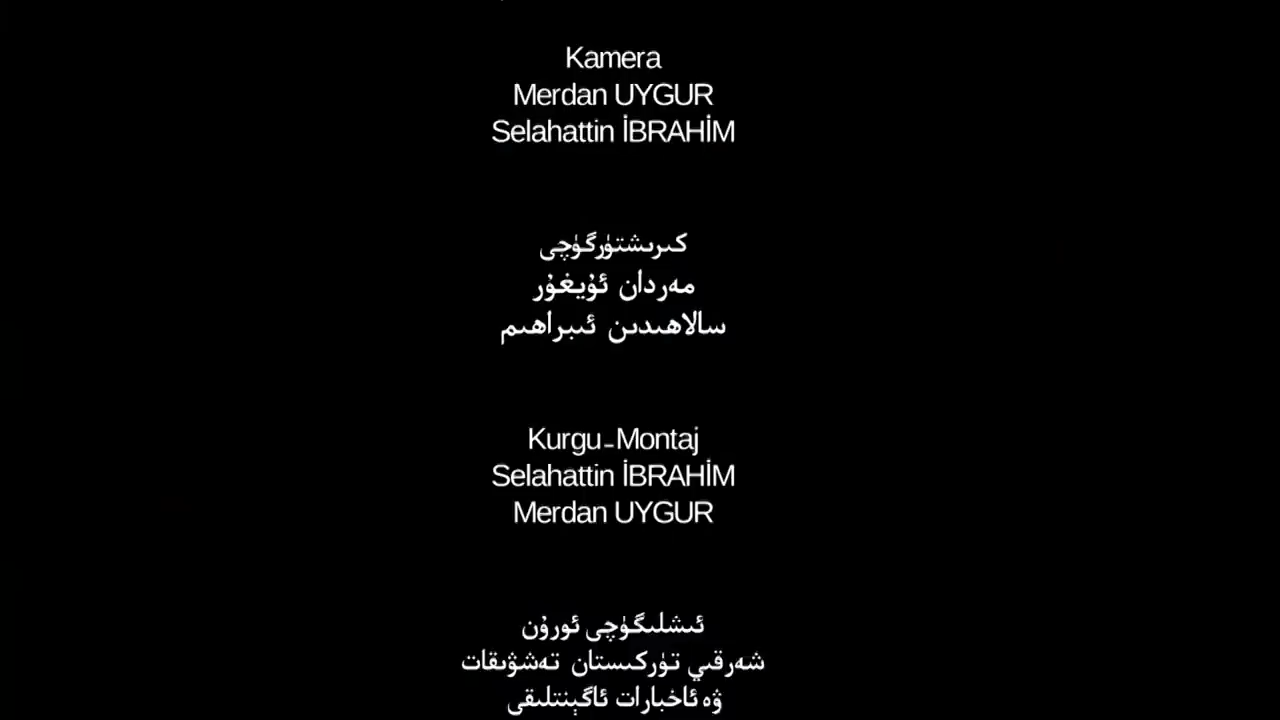 Kamera
Merdan UYGUR
Selahattin İBRAHİM
كىرىشتۈرگۈچى
مەردان ئۇيغۇر
سالاھىدىن ئىبراھىم
Kurgu-Montaj
Selahattin İBRAHİM
Merdan UYGUR
ئىشلىگۈچى ئورۇن
شەرقىي تۈركىستان تەشۋىقات
ۋە ئاخبارات ئاگېنتلىقى